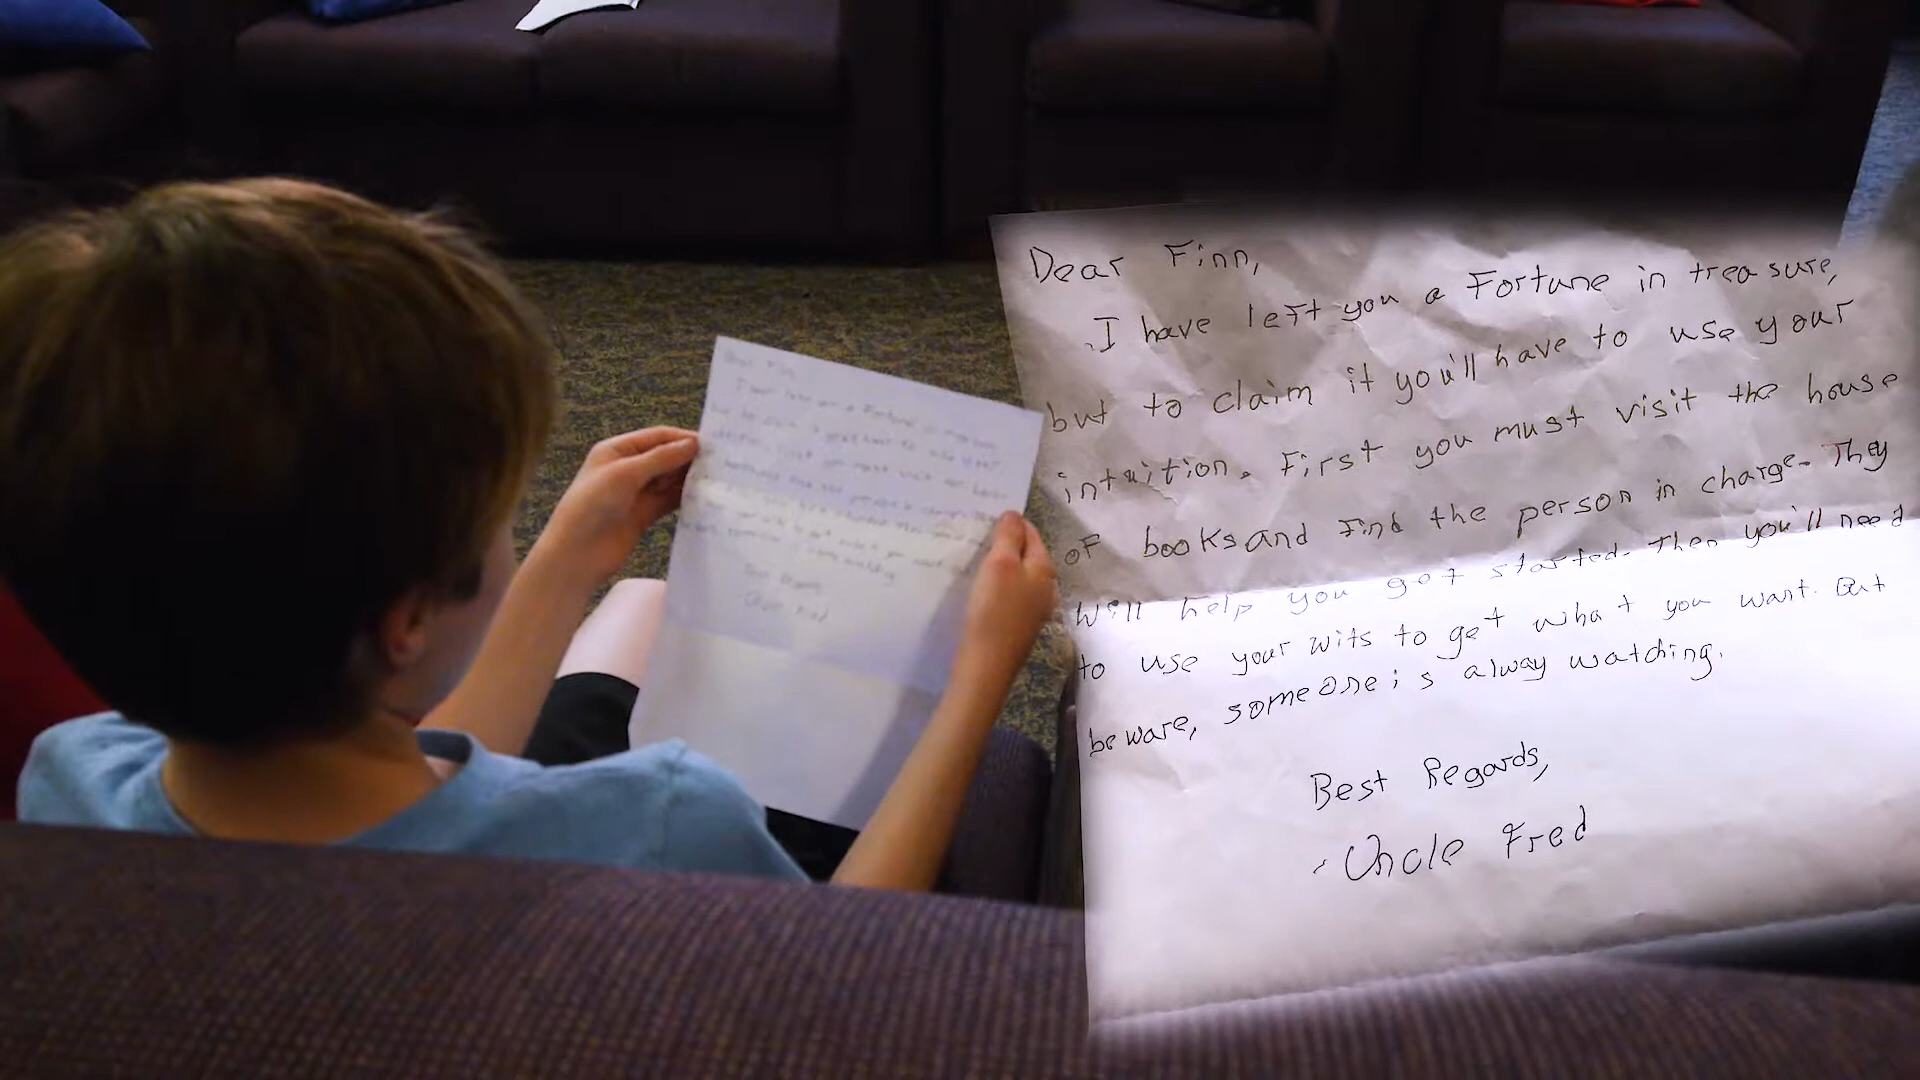 Dear Finn,
I have left you a Fortune in treasure,
but to claim it you'll have to use your
intuition. First you must visit the house
of books and find the person in charge. They
will help you get started. Then you'll need
to use your wits to get what you want. But
beware, someone is alway watching.
Best Regards,
- Uncle Fred